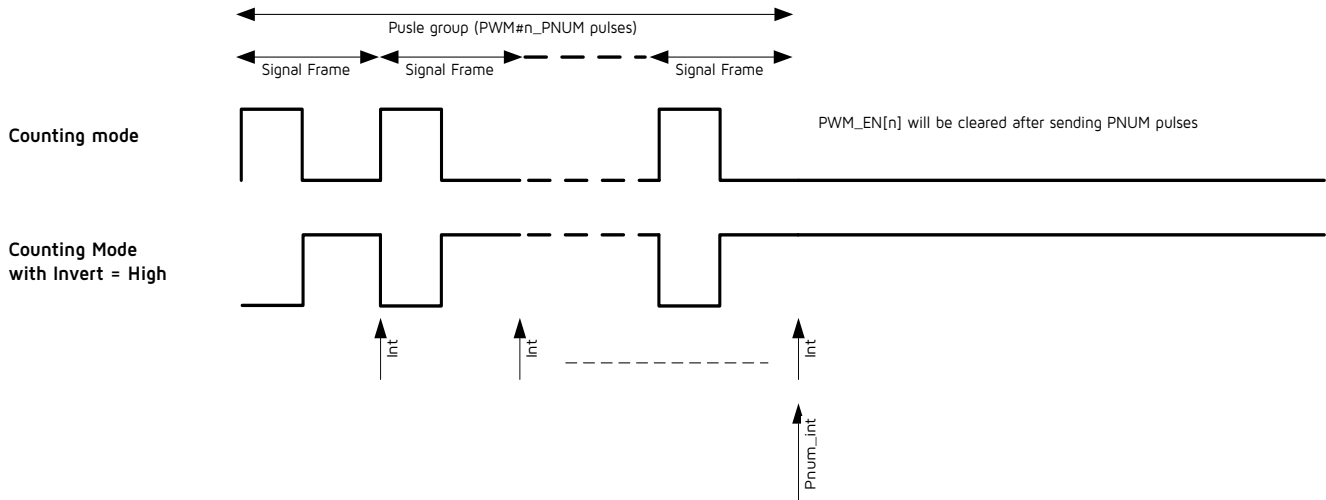 Pusle group (PWM#n_PNUM pulses)
Signal Frame
Signal Frame
Signal Frame
Counting mode
PWM_EN[n] will be cleared after sending PNUM pulses
Counting Mode
with Invert = High
Int
Int
Int
Pnum_int